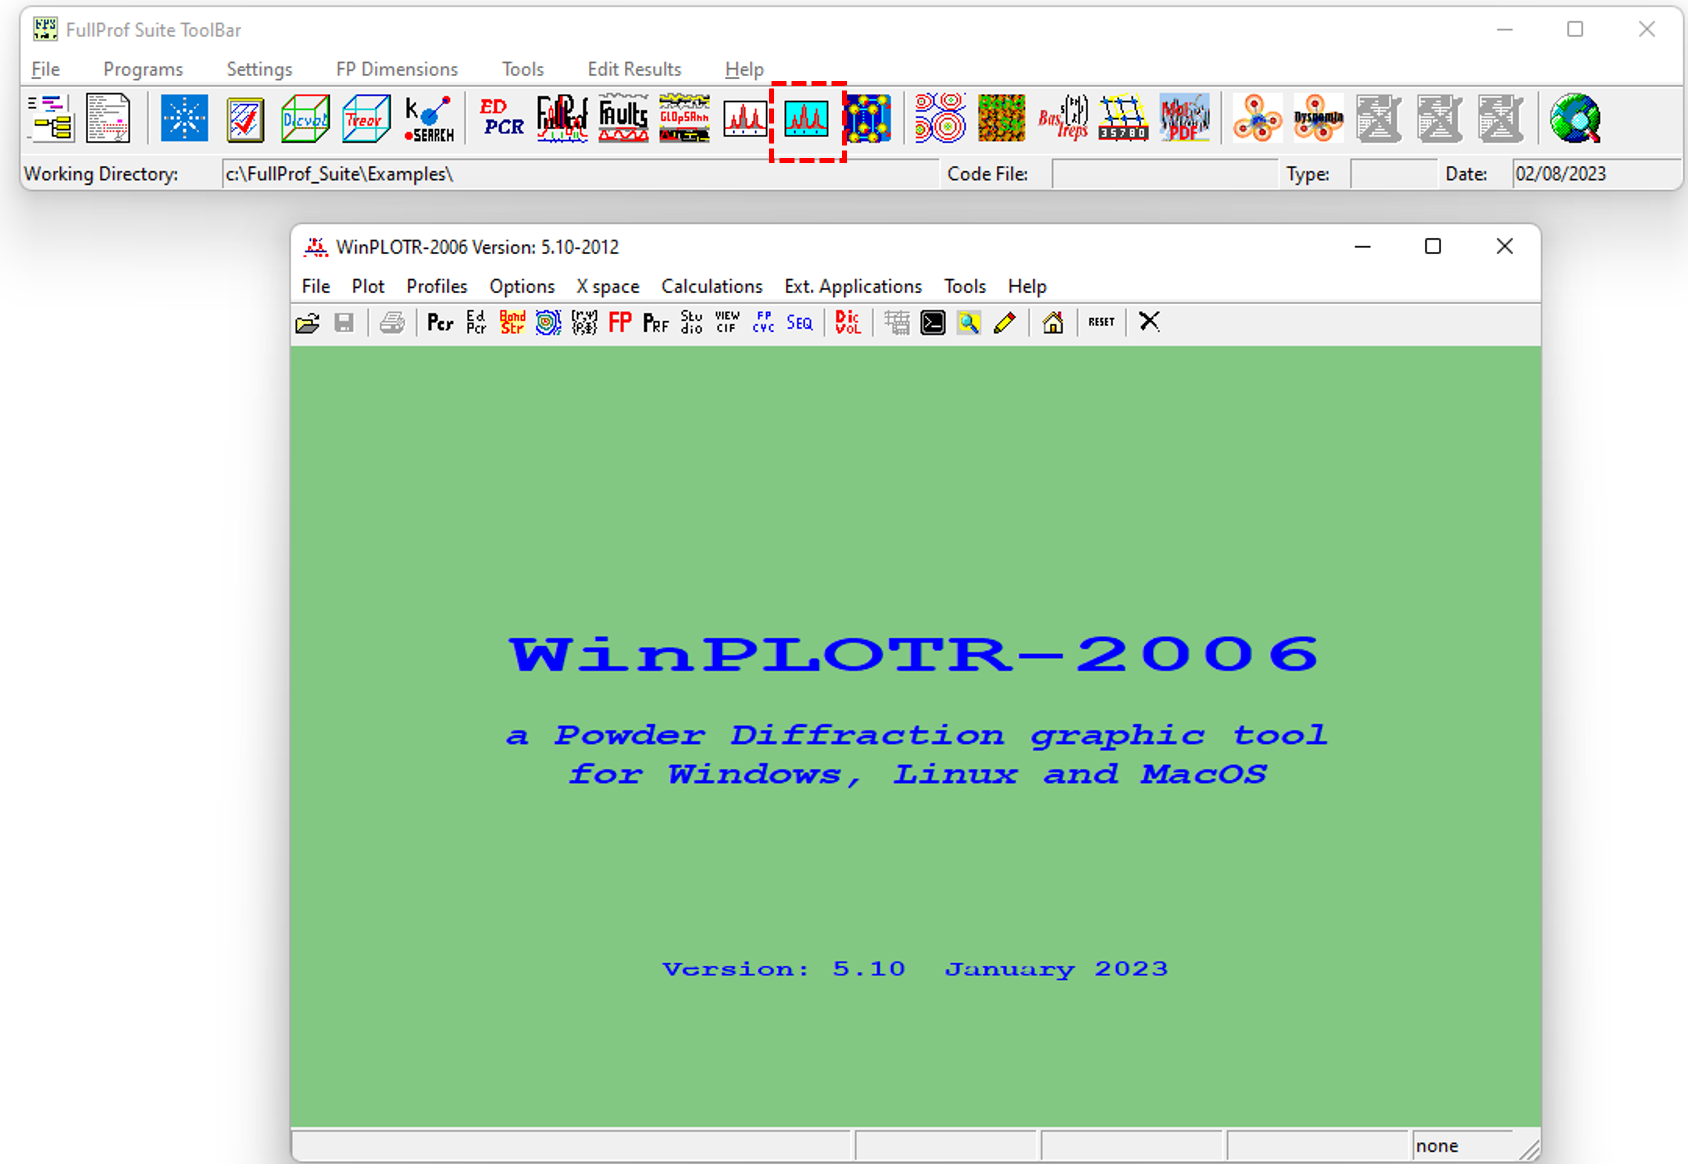 FullProf Suite ToolBar
File Programs Settings FP Dimensions Tools Edit Results Help
Dicvol Treor K SEARCH ED PCR FullProf Faults GLOpSAnn Bas Ireps 35780 PDF Dysnomia
Working Directory: c:\FullProf_Suite\Examples\ Code File: Type: Date: 02/08/2023
WinPLOTR-2006 Version: 5.10-2012
File Plot Profiles Options X space Calculations Ext. Applications Tools Help
Pcr Ed Pcr Bond Str FP PRF Stu dio VIEW CIF FP CYC SEQ Dic VOL RESET
WinPLOTR-2006
a Powder Diffraction graphic tool
for Windows, Linux and MacOS
Version: 5.10 January 2023
none